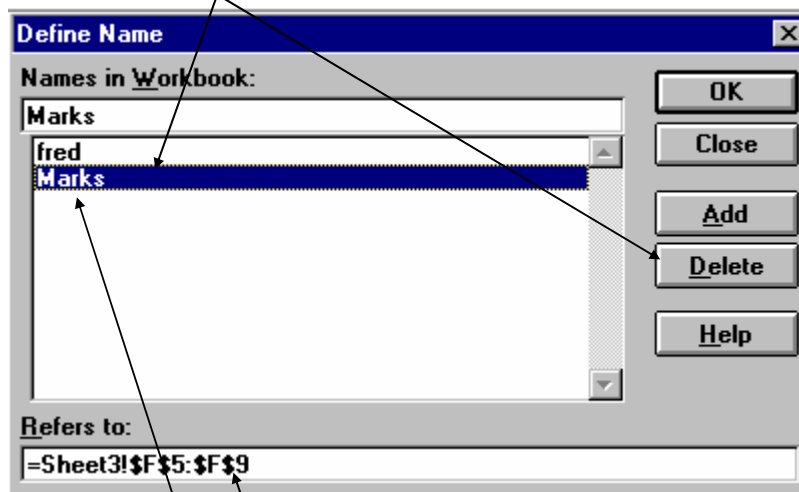 Define Name
Names in Workbook:
Marks
fred
Marks
OK
Close
Add
Delete
Help
Refers to:
=Sheet3!$F$5:$F$9